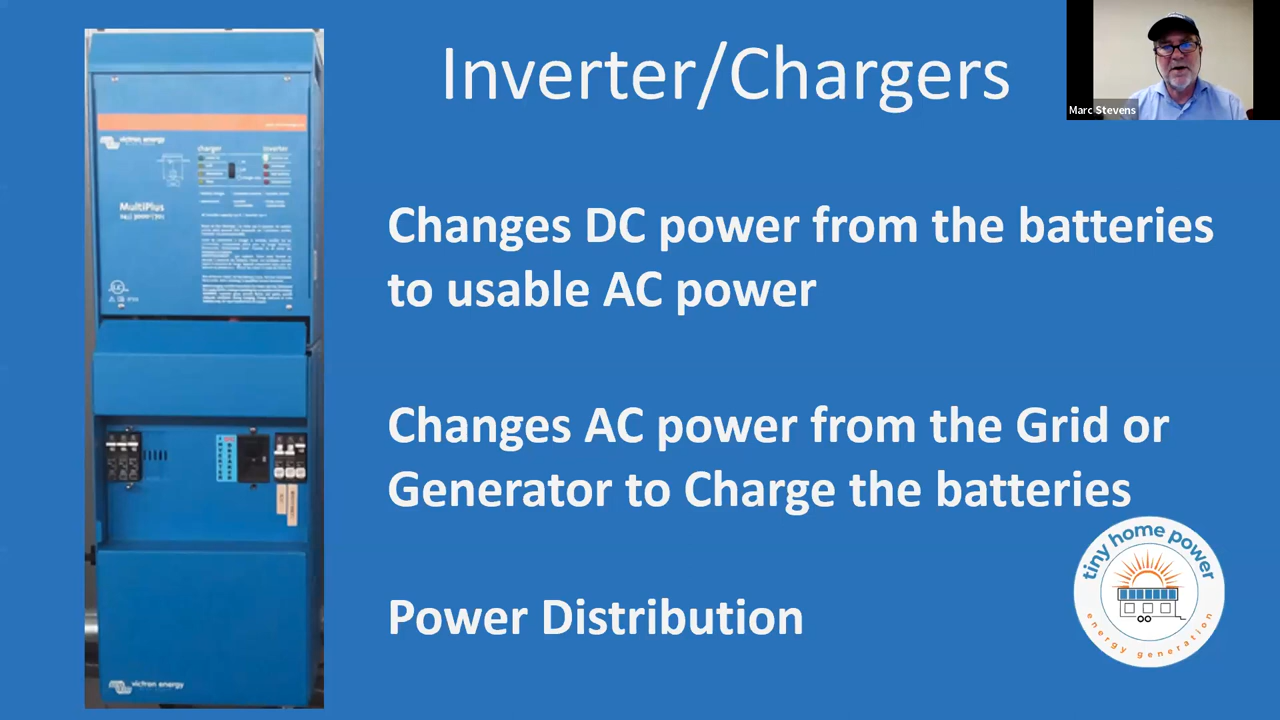 Inverter/Chargers
Marc Stevens
Changes DC power from the batteries
to usable AC power
Changes AC power from the Grid or
Generator to Charge the batteries
Power Distribution
tiny home power
energy generation
victron energy
charger
inverter
MultiPlus
victron energy